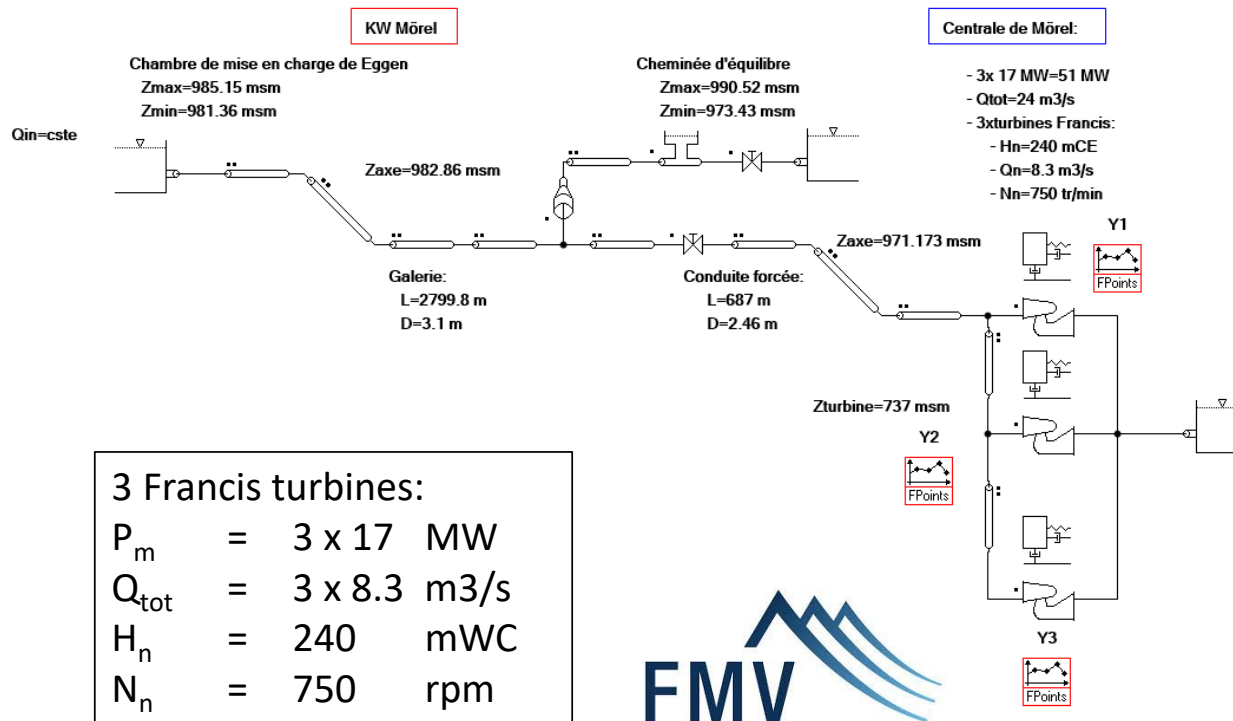 KW Mörel
Centrale de Mörel:
Chambre de mise en charge de Eggen
Zmax=985.15 msm
Zmin=981.36 msm
Cheminée d'équilibre
Zmax=990.52 msm
Zmin=973.43 msm
- 3x 17 MW=51 MW
- Qtot=24 m3/s
- 3xturbines Francis:
- Hn=240 mCE
- Qn=8.3 m3/s
- Nn=750 tr/min
Qin=cste
Zaxe=982.86 msm
Zaxe=971.173 msm
Y1
FPoints
Galerie:
L=2799.8 m
D=3.1 m
Conduite forcée:
L=687 m
D=2.46 m
Zturbine=737 msm
Y2
FPoints
Y3
FPoints
3 Francis turbines:
Pm = 3 x 17 MW
Qtot = 3 x 8.3 m3/s
Hn = 240 mWC
Nn = 750 rpm
FMV